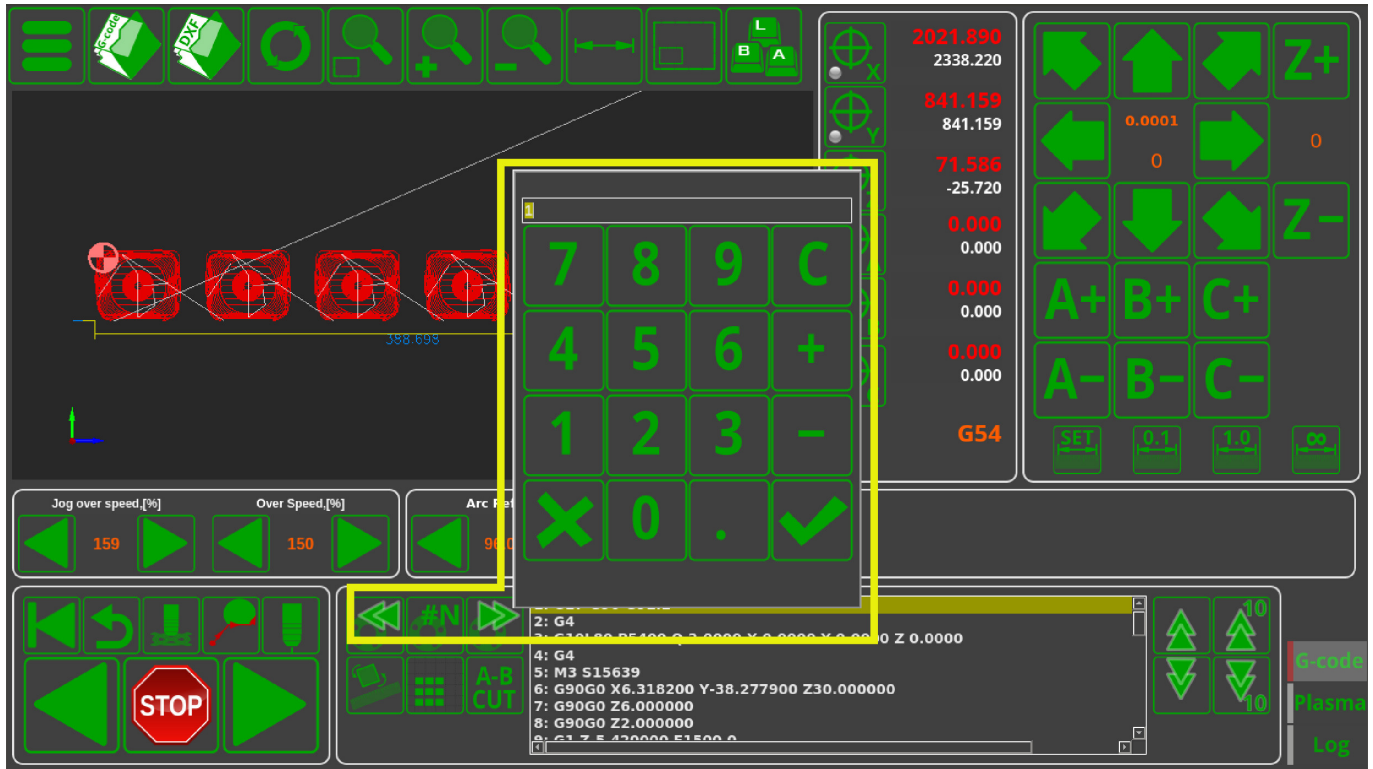 G-code
DXF
L
B
A
X
2021.890
2338.220
Y
841.159
841.159
71.586
-25.720
0.000
0.000
0.000
0.000
0.000
0.000
G54
Z+
0.0001
0
0
Z-
A+ B+ C+
A- B- C-
SET 0.1 1.0 ∞
388.698
1
7 8 9 C
4 5 6 +
1 2 3 -
0 .
Jog over speed,[%]
Over Speed,[%]
Arc
159
150
#N
A-B
CUT
STOP
2: G4
4: G4
5: M3 S15639
6: G90G0 X6.318200 Y-38.277900 Z30.000000
7: G90G0 Z6.000000
8: G90G0 Z2.000000
10
10
G-code
Plasma
Log